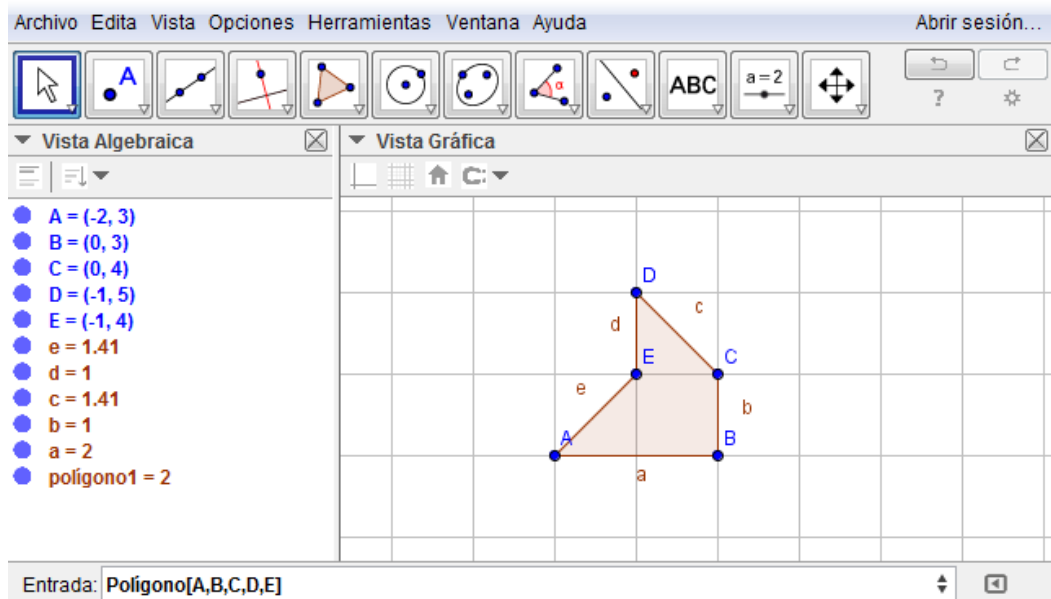 Archivo Edita Vista Opciones Herramientas Ventana Ayuda Abrir sesión...
A α ABC a=2
?
Vista Algebraica
Vista Gráfica
A = (-2, 3)
B = (0, 3)
C = (0, 4)
D = (-1, 5)
E = (-1, 4)
e = 1.41
d = 1
c = 1.41
b = 1
a = 2
polígono1 = 2
D
c
d
E
C
e
b
A
B
a
Entrada: Polígono[A,B,C,D,E]